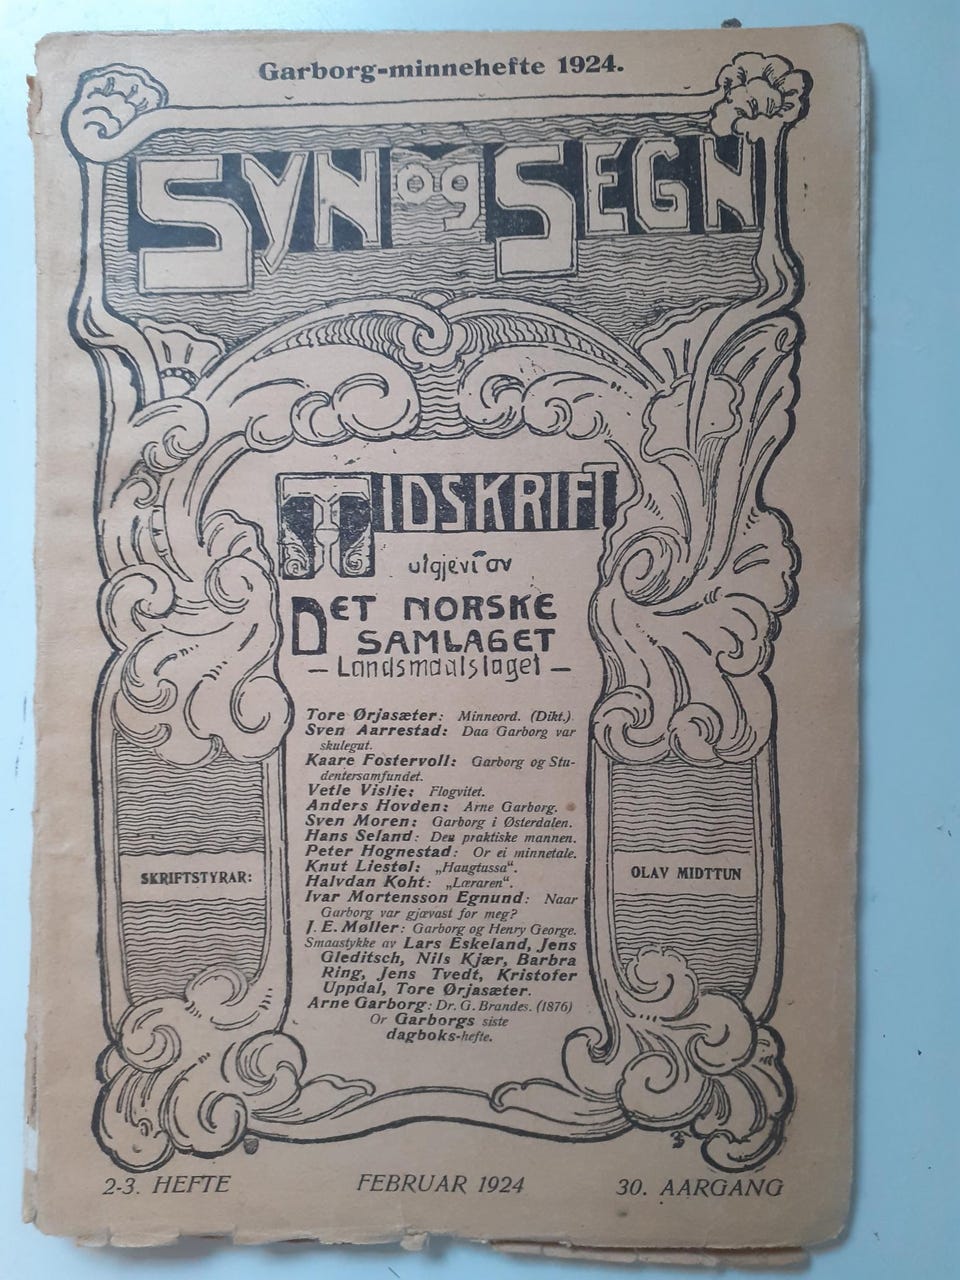 Garborg-minnehefte 1924.
SYN og SEGN
TIDSKRIFT
utgjevi av
DET NORSKE
SAMLAGET
— Landsmaalslaget —
Tore Ørjasæter: Minneord. (Dikt.)
Sven Aarrestad: Daa Garborg var
skulegut.
Kaare Fostervoll: Garborg og Stu-
dentersamfundet.
Vetle Vislie: Flogvitet.
Anders Hovden: Arne Garborg.
Sven Moren: Garborg i Østerdalen.
Hans Seland: Den praktiske mannen.
Peter Hognestad: Or ei minnetale.
Knut Liestøl: „Haugtussa“.
Halvdan Koht: „Læraren“.
Ivar Mortensson Egnund: Naar
Garborg var gjævast for meg?
J. E. Møller: Garborg og Henry George.
Smaastykke av Lars Eskeland, Jens
Gleditsch, Nils Kjær, Barbra
Ring, Jens Tvedt, Kristofer
Uppdal, Tore Ørjasæter.
Arne Garborg: Dr. G. Brandes. (1876)
Or Garborgs siste
dagboks-hefte.
SKRIFTSTYRAR:
OLAV MIDTTUN
2-3. HEFTE FEBRUAR 1924 30. AARGANG